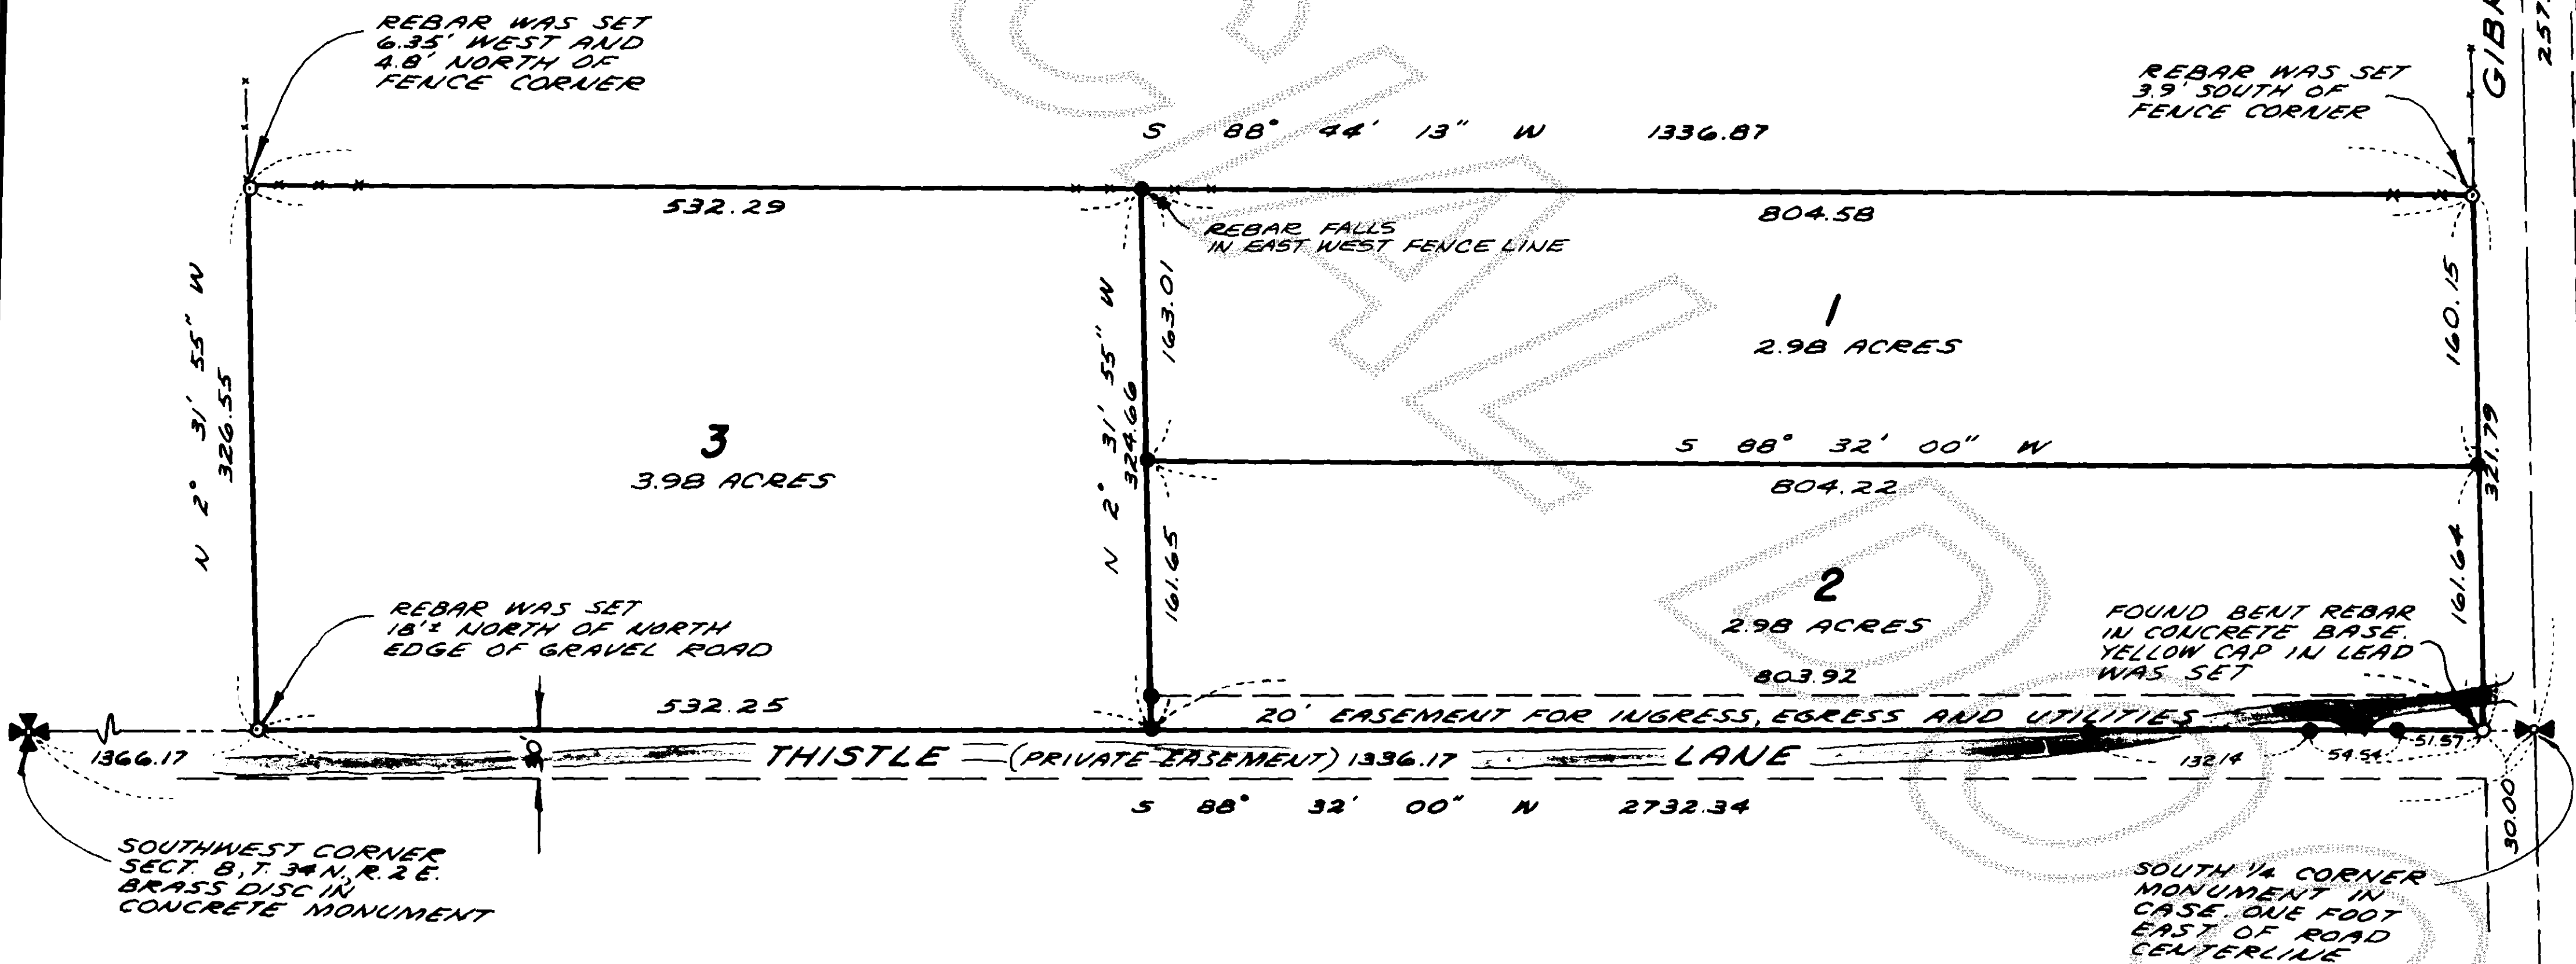 REBAR WAS SET
6.35' WEST AND
4.8' NORTH OF
FENCE CORNER
REBAR WAS SET
3.9' SOUTH OF
FENCE CORNER
S 88° 44' 13" W 1336.87
532.29
804.58
REBAR FALLS
IN EAST WEST FENCE LINE
N 2° 31' 55" W
326.55
N 2° 31' 55" W
324.66
163.01
161.65
1
2.98 ACRES
160.15
321.79
161.64
3
3.98 ACRES
S 88° 32' 00" W
804.22
2
2.98 ACRES
REBAR WAS SET
18'± NORTH OF NORTH
EDGE OF GRAVEL ROAD
FOUND BENT REBAR
IN CONCRETE BASE.
YELLOW CAP IN LEAD
WAS SET
532.25
803.92
20' EASEMENT FOR INGRESS, EGRESS AND UTILITIES
1366.17
THISTLE (PRIVATE EASEMENT) 1336.17 LANE
132.14
54.54
51.57
30.00
S 88° 32' 00" W 2732.34
SOUTHWEST CORNER
SECT. 8, T. 34 N., R. 2 E.
BRASS DISC IN
CONCRETE MONUMENT
SOUTH 1/4 CORNER
MONUMENT IN
CASE. ONE FOOT
EAST OF ROAD
CENTERLINE